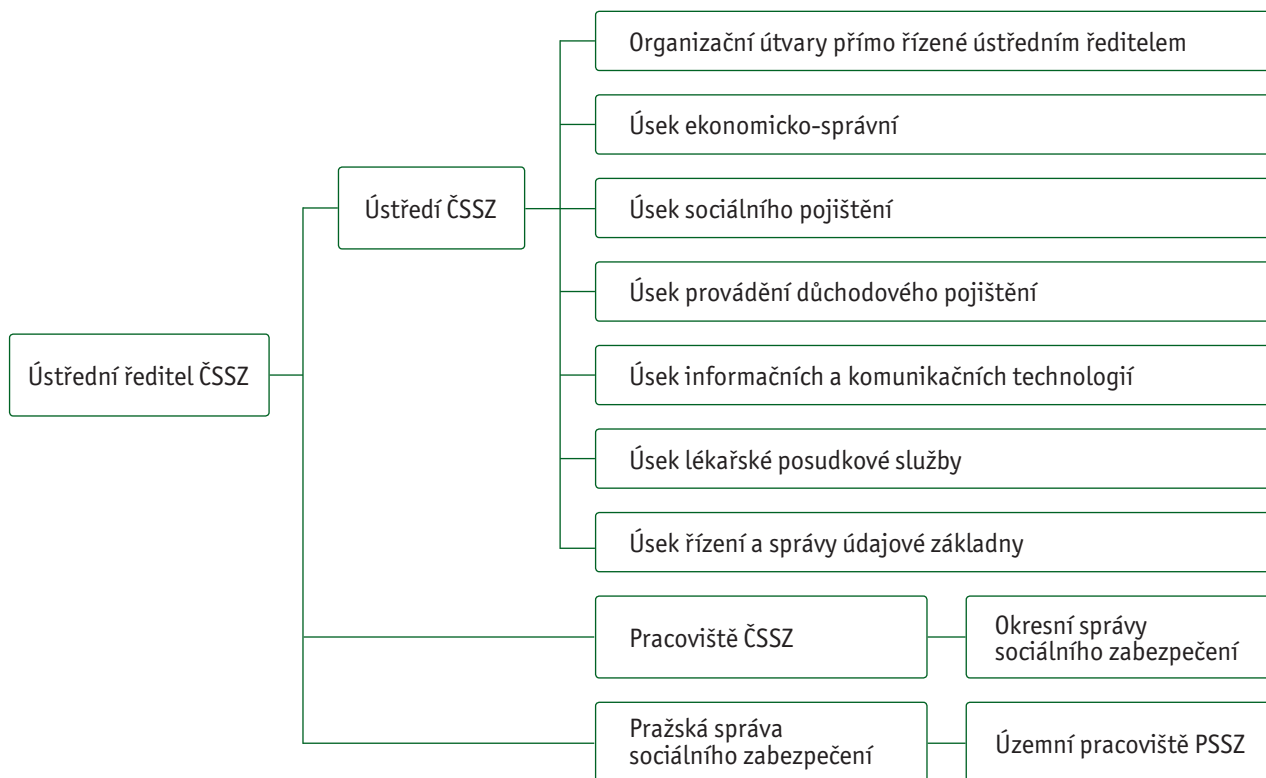 Organizační útvary přímo řízené ústředním ředitelem
Úsek ekonomicko-správní
Ústředí ČSSZ
Úsek sociálního pojištění
Úsek provádění důchodového pojištění
Ústřední ředitel ČSSZ
Úsek informačních a komunikačních technologií
Úsek lékařské posudkové služby
Úsek řízení a správy údajové základny
Pracoviště ČSSZ
Okresní správy
sociálního zabezpečení
Pražská správa
sociálního zabezpečení
Územní pracoviště PSSZ